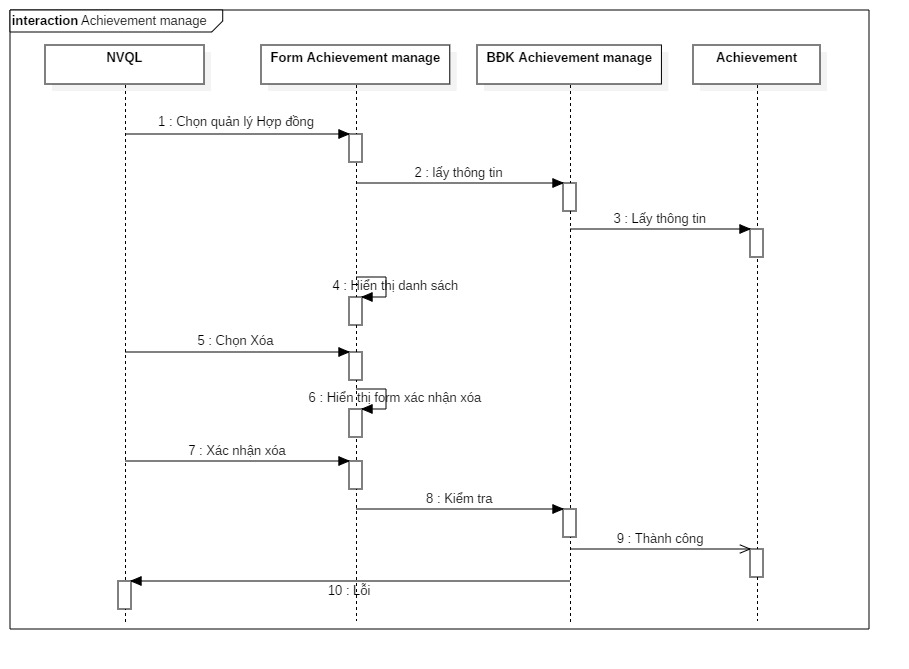 interaction Achievement manage
NVQL
Form Achievement manage
BĐK Achievement manage
Achievement
1 : Chọn quản lý Hợp đồng
2 : lấy thông tin
3 : Lấy thông tin
4 : Hiển thị danh sách
5 : Chọn Xóa
6 : Hiển thị form xác nhận xóa
7 : Xác nhận xóa
8 : Kiểm tra
9 : Thành công
10 : Lỗi